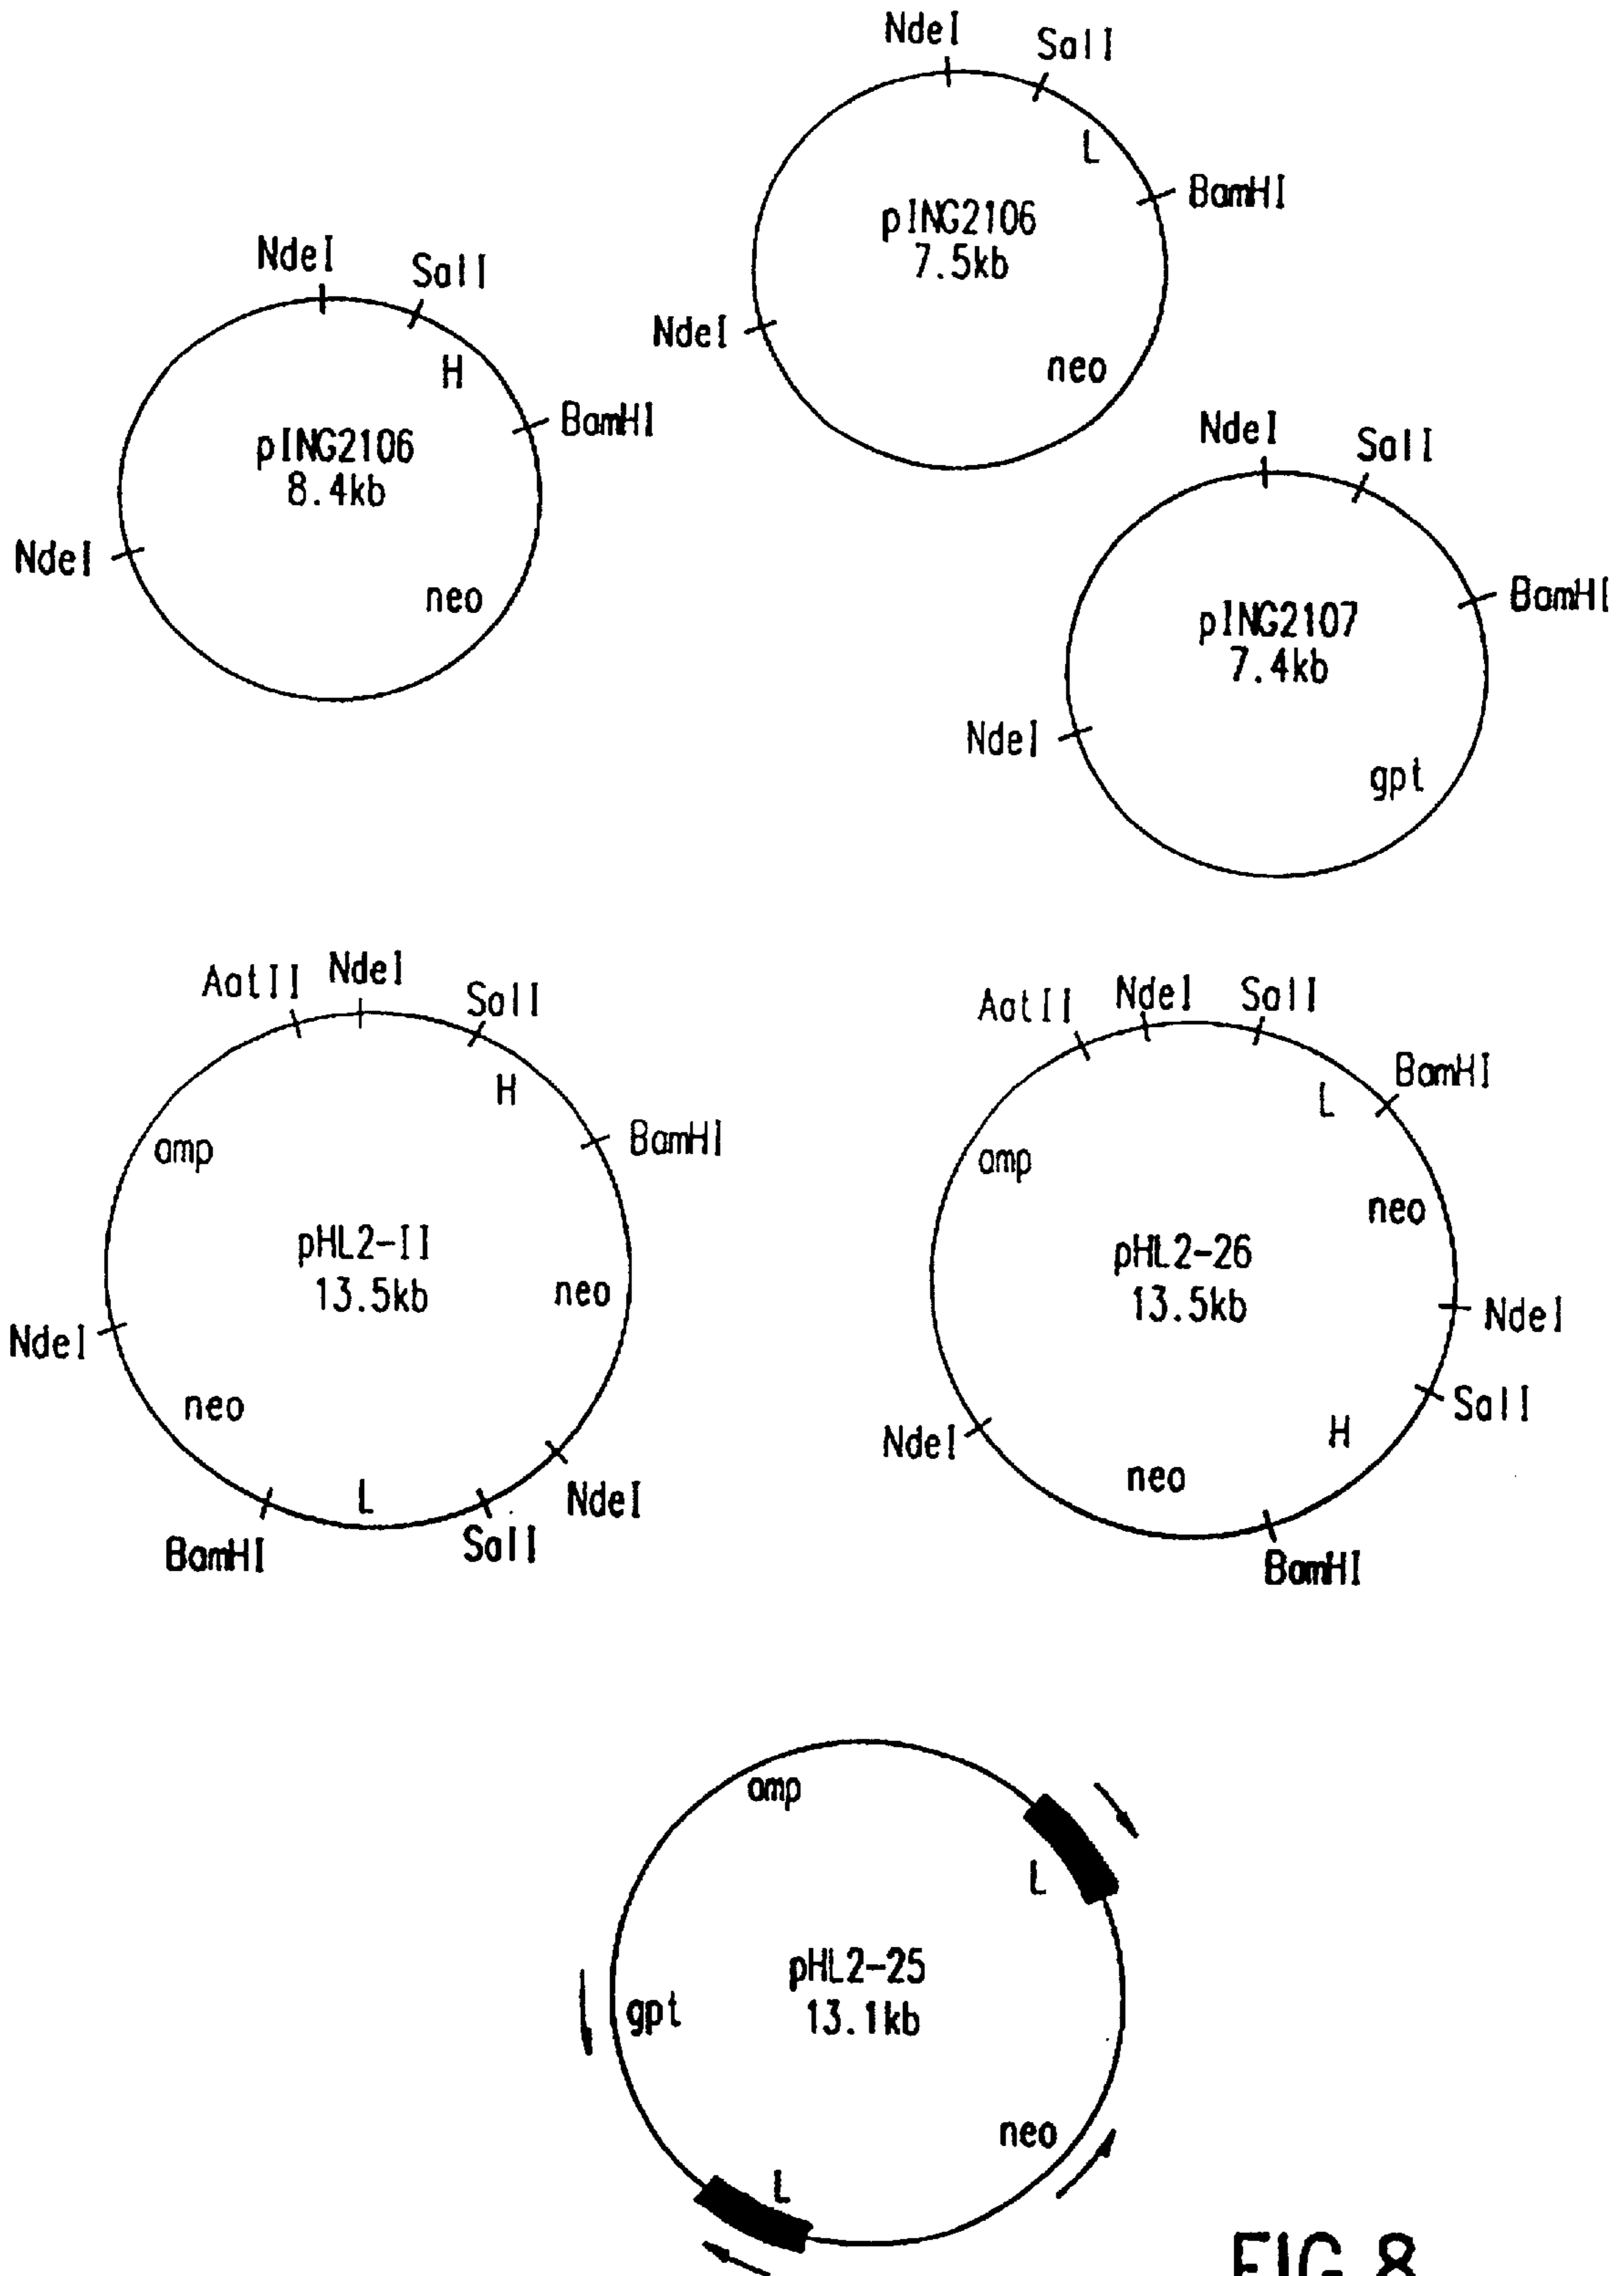 NdeI
SalI
L
BamHI
pING2106
7.5kb
NdeI
neo
NdeI
SalI
H
BamHI
pING2106
8.4kb
NdeI
neo
NdeI
SalI
BamHI
pING2107
7.4kb
NdeI
gpt
AatII
NdeI
SalI
H
BamHI
amp
pHL2-II
13.5kb
neo
NdeI
neo
L
NdeI
SalI
BamHI
AatII
NdeI
SalI
BamHI
L
amp
neo
pHL2-26
13.5kb
NdeI
SalI
H
NdeI
neo
BamHI
amp
L
pHL2-25
13.1kb
gpt
neo
L
FIG.8